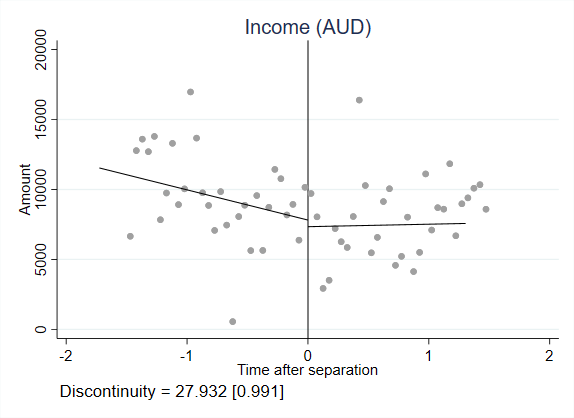 Income (AUD)
20000
15000
10000
5000
0
Amount
-2
-1
0
1
2
Time after separation
Discontinuity = 27.932 [0.991]